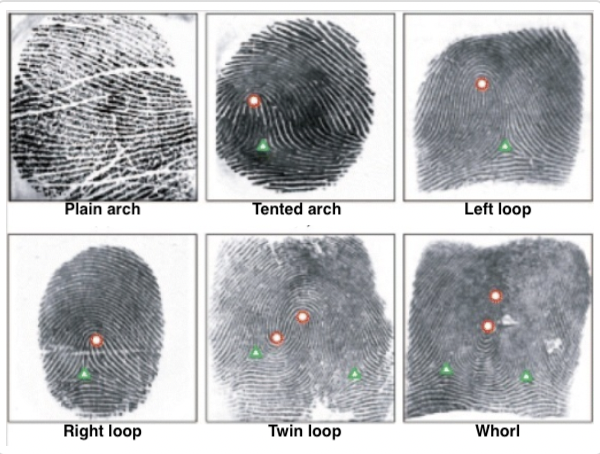 Plain arch
Tented arch
Left loop
Right loop
Twin loop
Whorl